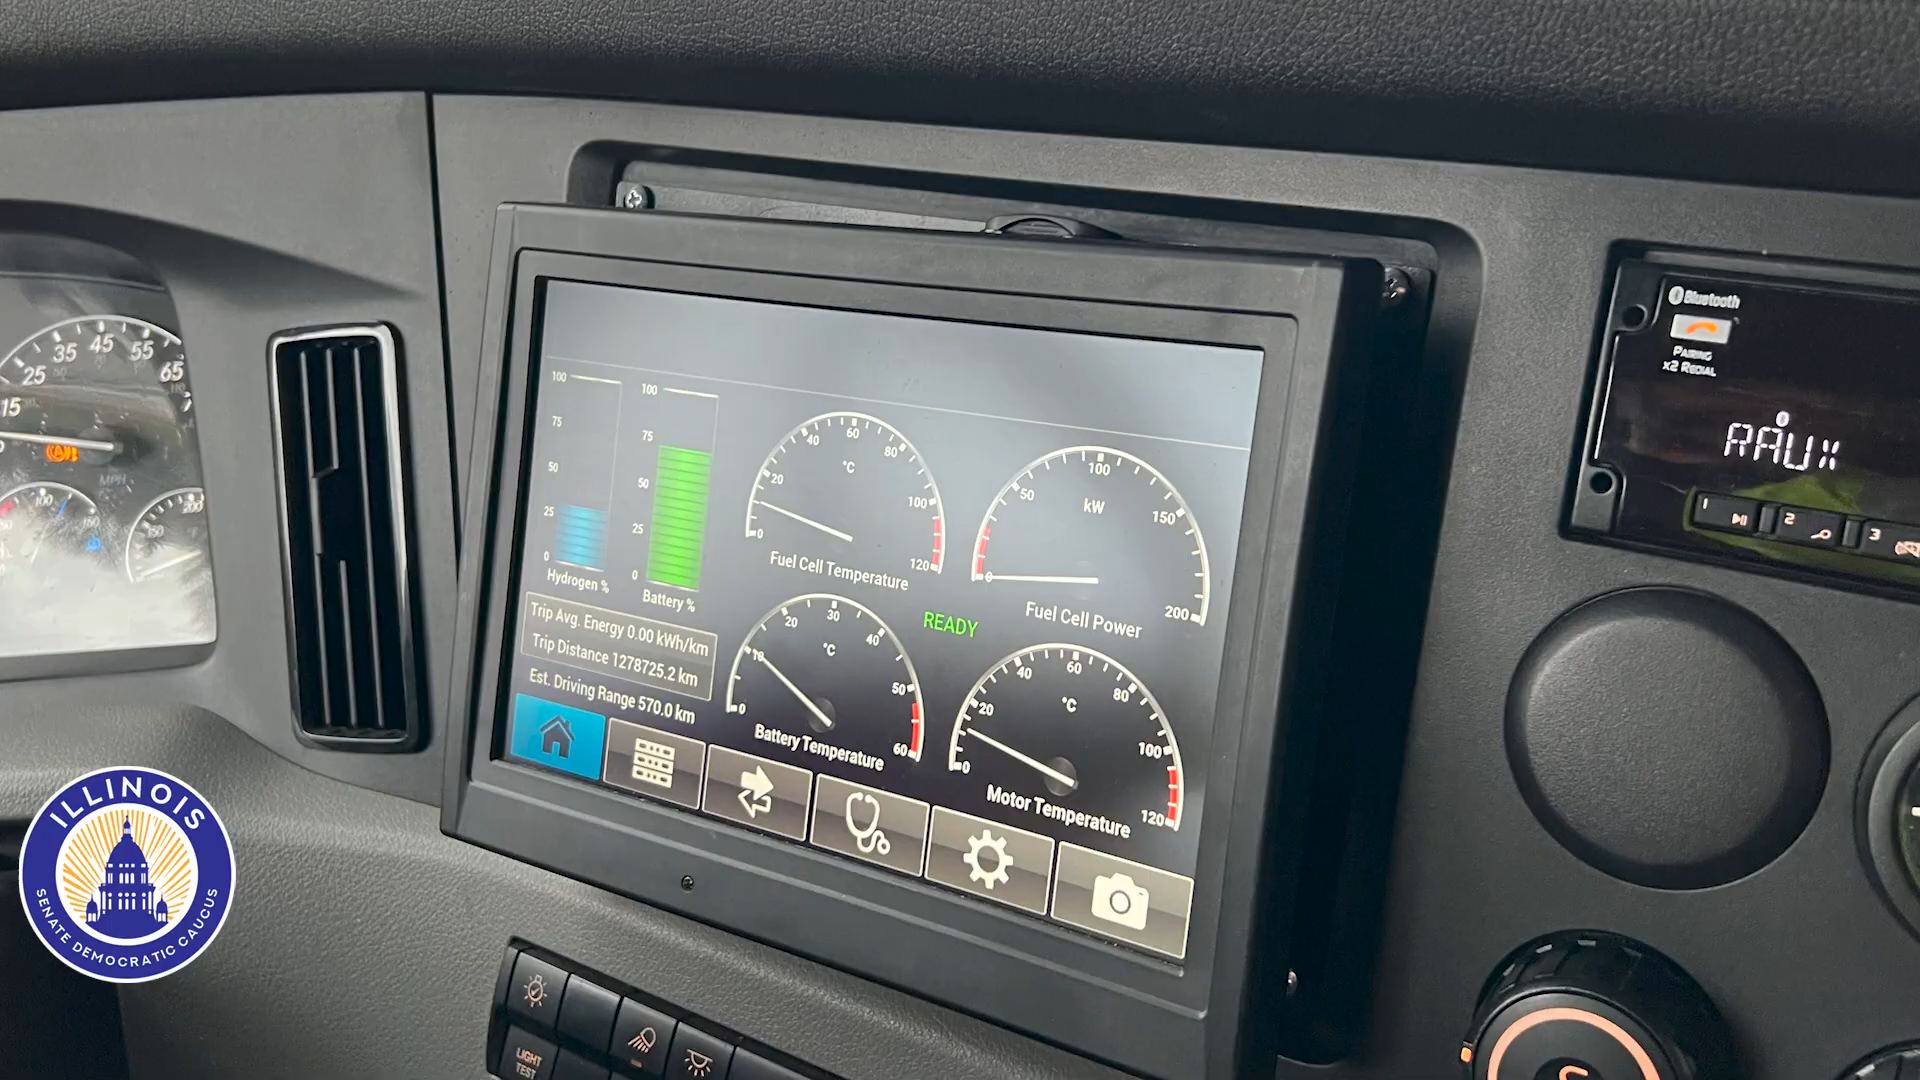 15 25 35 45 55 65
MPH
100
150 200
100 75 50 25 0
Hydrogen %
100 75 50 25 0
Battery %
0 20 40 60 80 100 120
°C
Fuel Cell Temperature
0 50 100 150 200
kW
Fuel Cell Power
READY
Trip Avg. Energy 0.00 kWh/km
Trip Distance 1278725.2 km
Est. Driving Range 570.0 km
0 10 20 30 40 50 60
°C
Battery Temperature
0 20 40 60 80 100 120
°C
Motor Temperature
Bluetooth
PAIRING
x2 REDIAL
RAUX
1 2 3
LIGHT
TEST
ILLINOIS
SENATE DEMOCRATIC CAUCUS